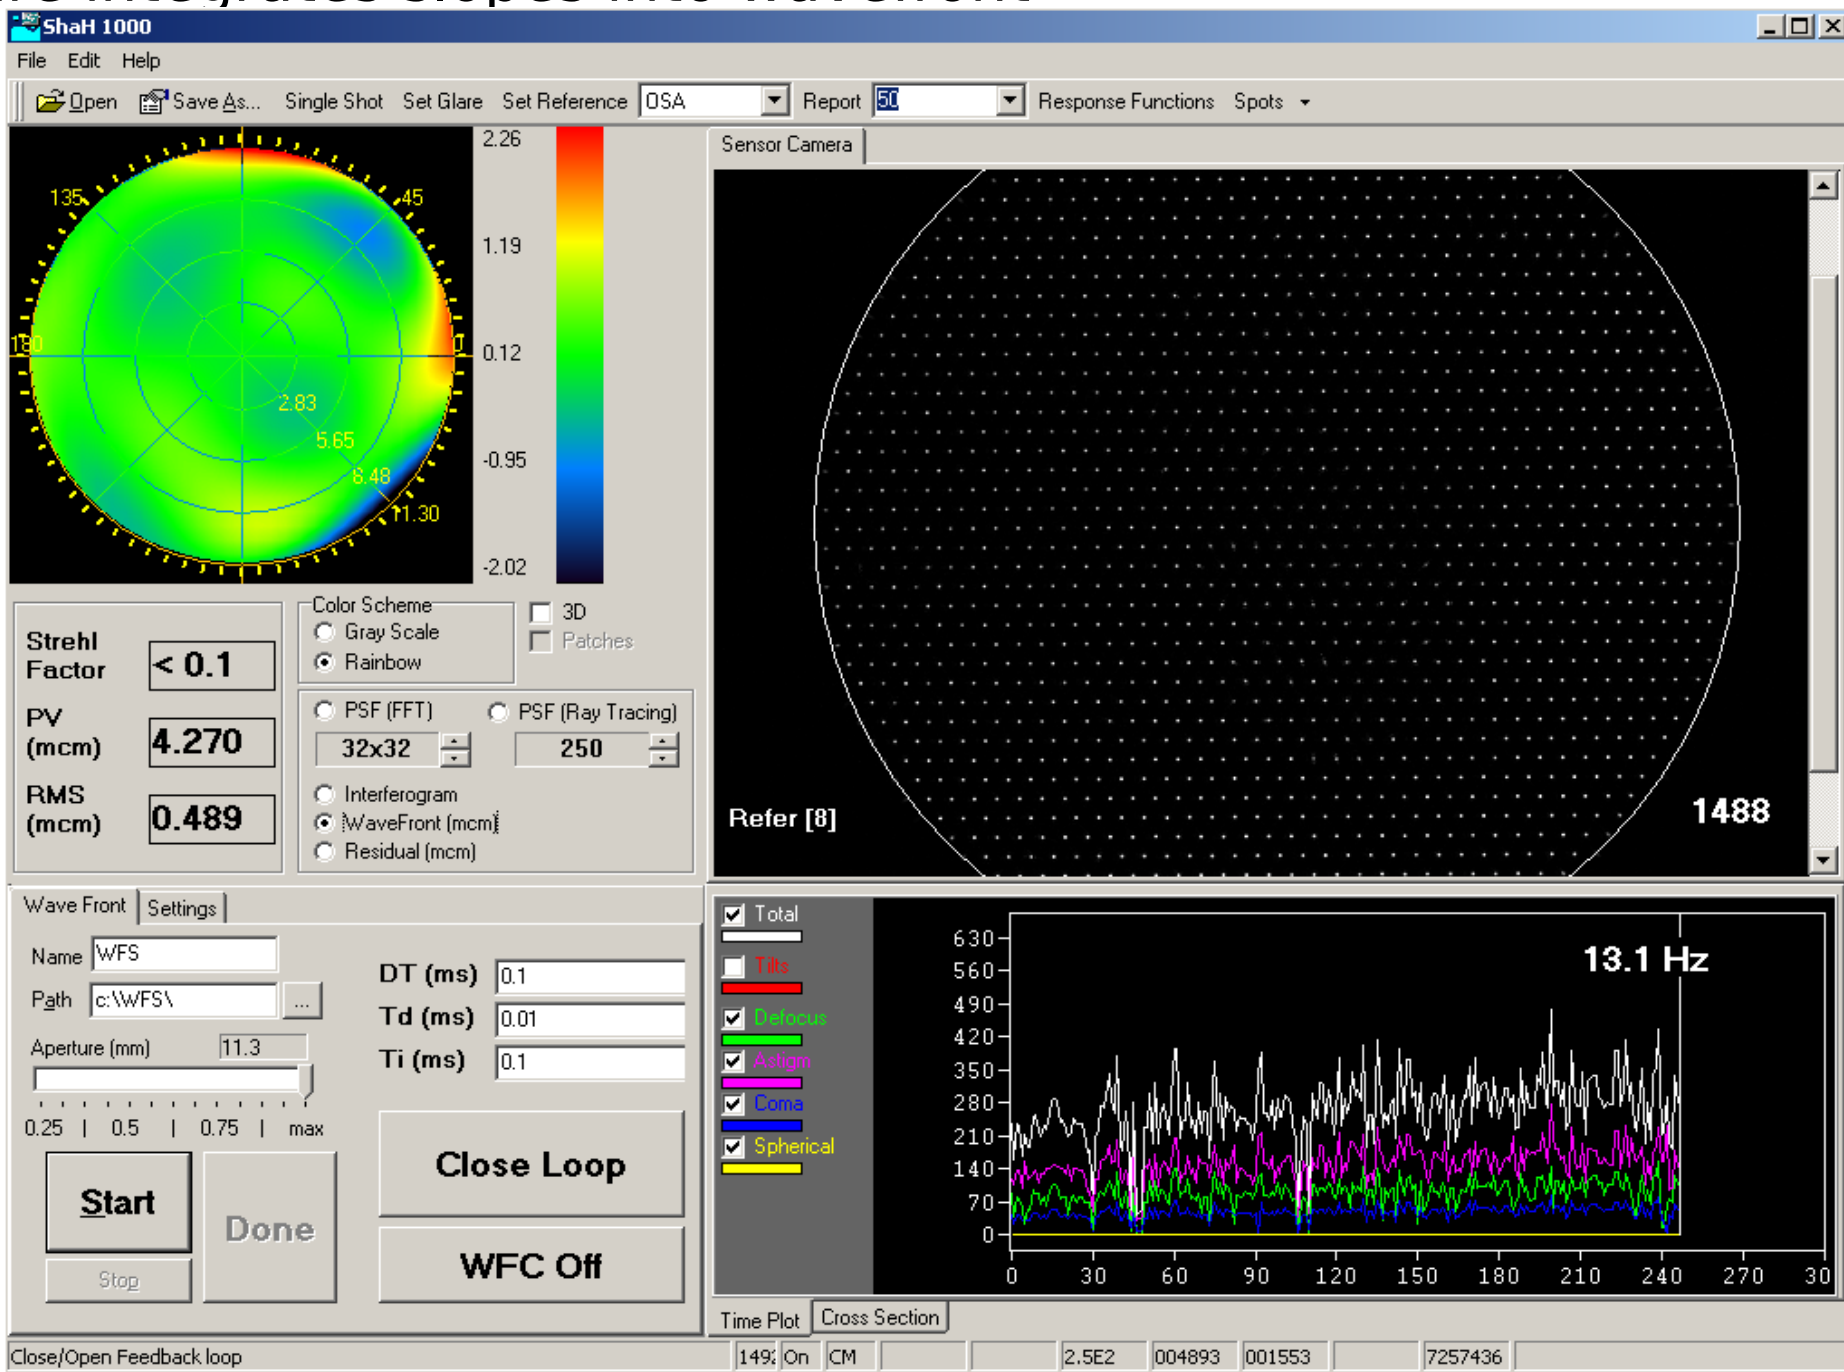 integrates slopes into wavefront
ShaH 1000
File Edit Help
Open Save As... Single Shot Set Glare Set Reference OSA Report 50 Response Functions Spots
135 45
180 0
2.83
5.65
8.48
11.30
2.26
1.19
0.12
-0.95
-2.02
Sensor Camera
Refer [8]
1488
Strehl Factor < 0.1
PV (mcm) 4.270
RMS (mcm) 0.489
Color Scheme
Gray Scale
Rainbow
3D
Patches
PSF (FFT) PSF (Ray Tracing)
32x32 250
Interferogram
WaveFront (mcm)
Residual (mcm)
Wave Front Settings
Name WFS
Path c:\WFS\ ...
Aperture (mm) 11.3
0.25 | 0.5 | 0.75 | max
DT (ms) 0.1
Td (ms) 0.01
Ti (ms) 0.1
Start
Stop
Done
Close Loop
WFC Off
Total
Tilts
Defocus
Astigm
Coma
Spherical
13.1 Hz
630
560
490
420
350
280
210
140
70
0
0 30 60 90 120 150 180 210 240 270 30
Time Plot Cross Section
Close/Open Feedback loop 149 On CM 2.5E2 004893 001553 7257436